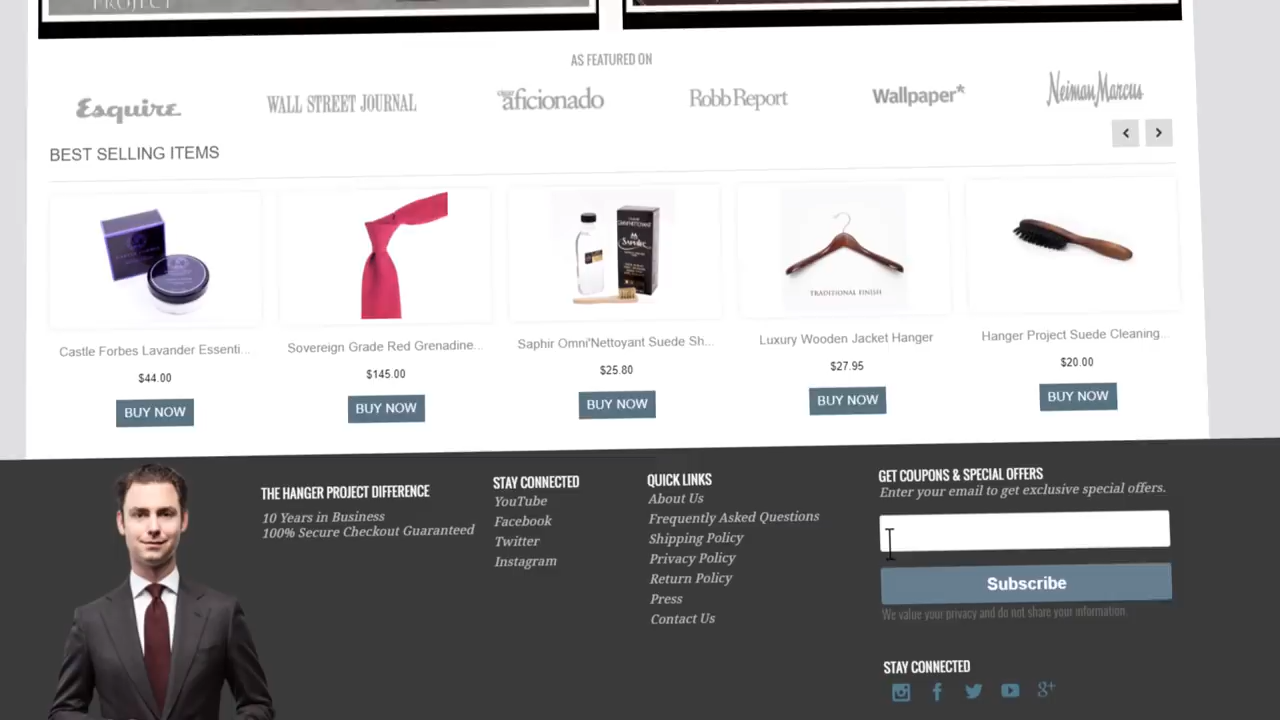 PROJECT
AS FEATURED ON
Esquire
WALL STREET JOURNAL
cigar aficionado
Robb Report
Wallpaper*
Neiman Marcus
BEST SELLING ITEMS
TRADITIONAL FINISH
Castle Forbes Lavander Essenti...
Sovereign Grade Red Grenadine...
Saphir Omni'Nettoyant Suede Sh...
Luxury Wooden Jacket Hanger
Hanger Project Suede Cleaning...
$44.00
$145.00
$25.80
$27.95
$20.00
BUY NOW
BUY NOW
BUY NOW
BUY NOW
BUY NOW
THE HANGER PROJECT DIFFERENCE
10 Years in Business
100% Secure Checkout Guaranteed
STAY CONNECTED
YouTube
Facebook
Twitter
Instagram
QUICK LINKS
About Us
Frequently Asked Questions
Shipping Policy
Privacy Policy
Return Policy
Press
Contact Us
GET COUPONS & SPECIAL OFFERS
Enter your email to get exclusive special offers.
Subscribe
We value your privacy and do not share your information.
STAY CONNECTED